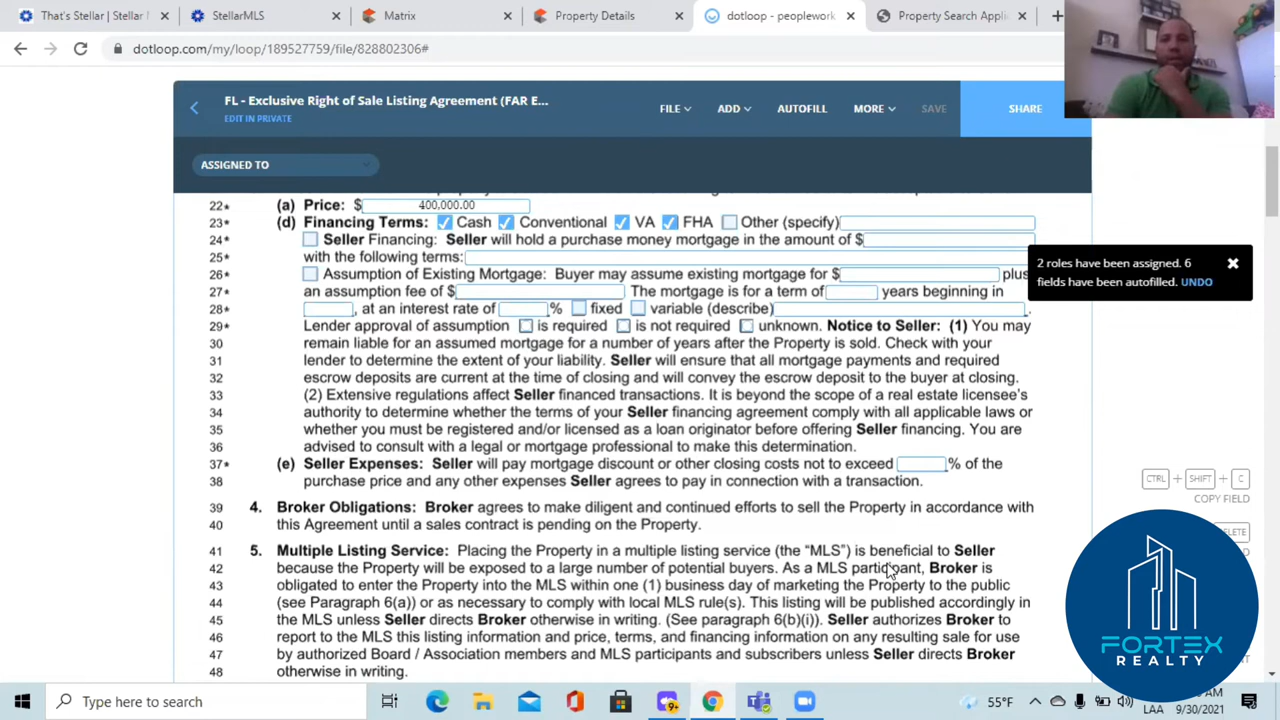 That's Stellar | Stellar M
StellarMLS
Matrix
Property Details
dotloop - peoplework
Property Search Appli
dotloop.com/my/loop/189527759/file/828802306#
FL - Exclusive Right of Sale Listing Agreement (FAR E...
EDIT IN PRIVATE
FILE
ADD
AUTOFILL
MORE
SAVE
SHARE
ASSIGNED TO
22* (a) Price: $ 400,000.00
23* (d) Financing Terms: Cash Conventional VA FHA Other (specify)
24* Seller Financing: Seller will hold a purchase money mortgage in the amount of $
25* with the following terms:
26* Assumption of Existing Mortgage: Buyer may assume existing mortgage for $ plus
27* an assumption fee of $ The mortgage is for a term of years beginning in
28* , at an interest rate of % fixed variable (describe) .
29* Lender approval of assumption is required is not required unknown. Notice to Seller: (1) You may
30 remain liable for an assumed mortgage for a number of years after the Property is sold. Check with your
31 lender to determine the extent of your liability. Seller will ensure that all mortgage payments and required
32 escrow deposits are current at the time of closing and will convey the escrow deposit to the buyer at closing.
33 (2) Extensive regulations affect Seller financed transactions. It is beyond the scope of a real estate licensee's
34 authority to determine whether the terms of your Seller financing agreement comply with all applicable laws or
35 whether you must be registered and/or licensed as a loan originator before offering Seller financing. You are
36 advised to consult with a legal or mortgage professional to make this determination.
37* (e) Seller Expenses: Seller will pay mortgage discount or other closing costs not to exceed % of the
38 purchase price and any other expenses Seller agrees to pay in connection with a transaction.
39 4. Broker Obligations: Broker agrees to make diligent and continued efforts to sell the Property in accordance with
40 this Agreement until a sales contract is pending on the Property.
41 5. Multiple Listing Service: Placing the Property in a multiple listing service (the "MLS") is beneficial to Seller
42 because the Property will be exposed to a large number of potential buyers. As a MLS participant, Broker is
43 obligated to enter the Property into the MLS within one (1) business day of marketing the Property to the public
44 (see Paragraph 6(a)) or as necessary to comply with local MLS rule(s). This listing will be published accordingly in
45 the MLS unless Seller directs Broker otherwise in writing. (See paragraph 6(b)(i)). Seller authorizes Broker to
46 report to the MLS this listing information and price, terms, and financing information on any resulting sale for use
47 by authorized Board / Association members and MLS participants and subscribers unless Seller directs Broker
48 otherwise in writing.
2 roles have been assigned. 6
fields have been autofilled. UNDO
CTRL + SHIFT + C
COPY FIELD
FORTEX
REALTY
Type here to search
9+
55°F
LAA
9/30/2021